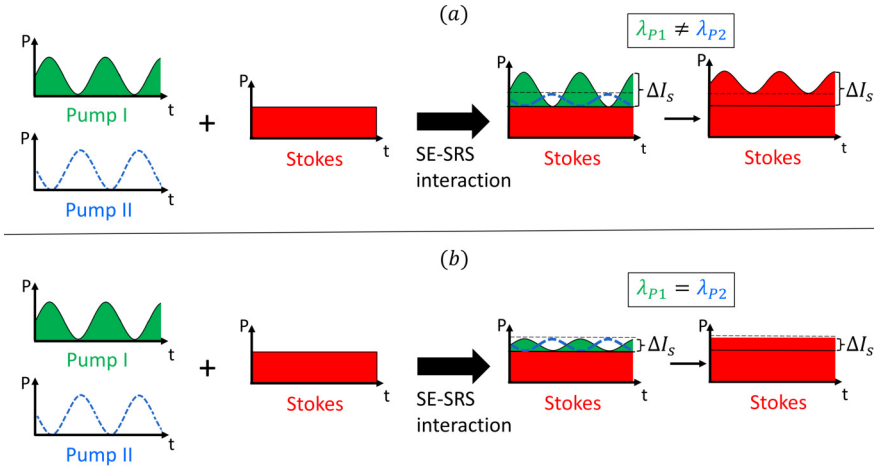 (a)
λP1 ≠ λP2
P
t
Pump I
P
t
Pump II
+
P
t
Stokes
SE-SRS
interaction
P
ΔIs
t
Stokes
P
ΔIs
t
Stokes
(b)
λP1 = λP2
P
t
Pump I
P
t
Pump II
+
P
t
Stokes
SE-SRS
interaction
P
ΔIs
t
Stokes
P
ΔIs
t
Stokes